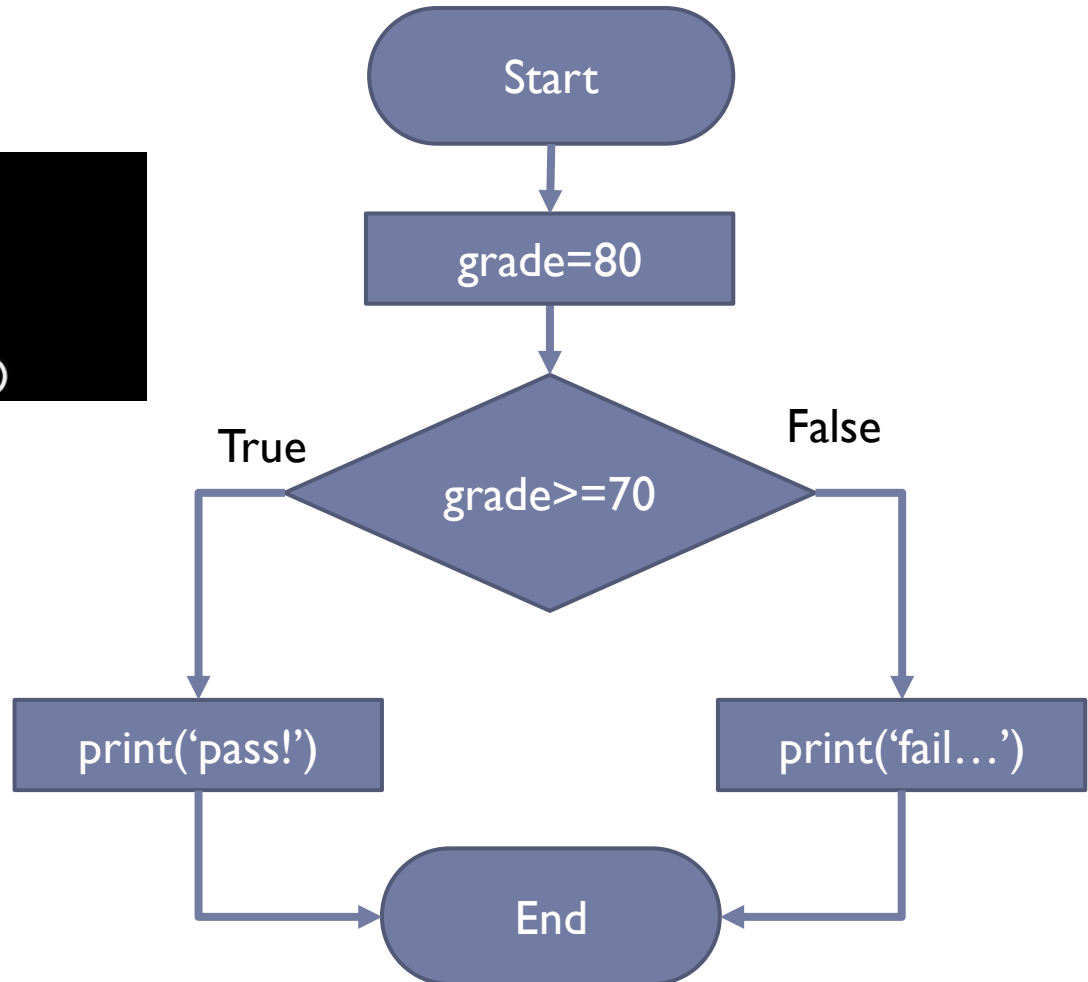 Start
grade=80
)
True
False
grade>=70
print(‘pass!’)
print(‘fail…’)
End